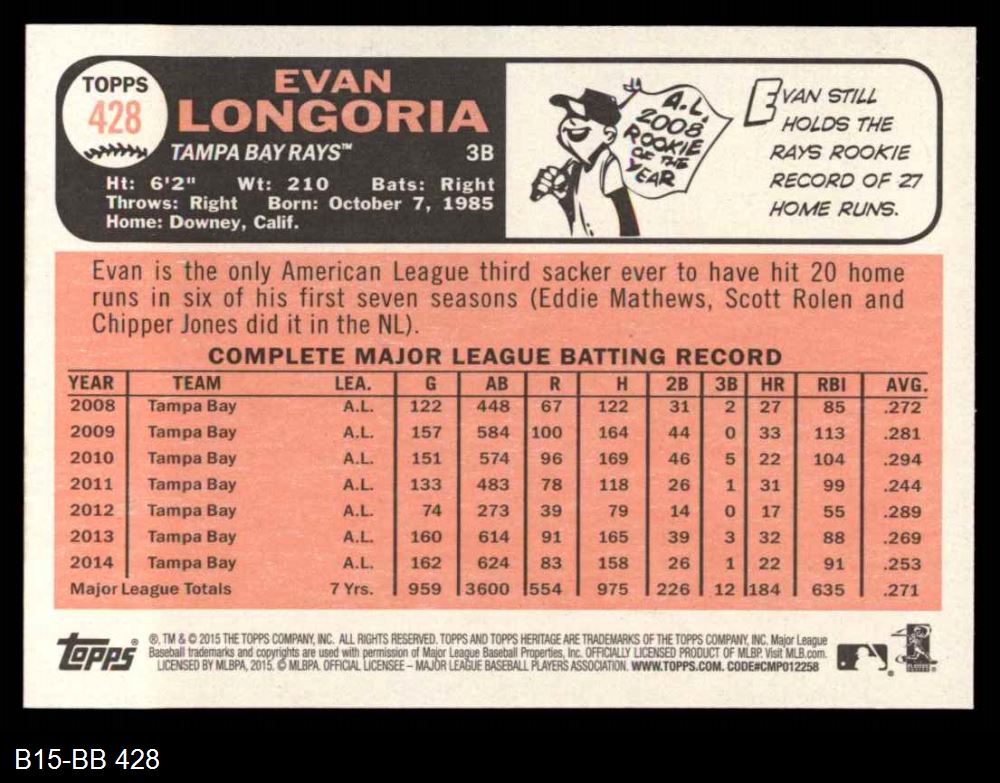 TOPPS
428
EVAN
LONGORIA
TAMPA BAY RAYS™ 3B
Ht: 6'2" Wt: 210 Bats: Right
Throws: Right Born: October 7, 1985
Home: Downey, Calif.
A.L.
2008
ROOKIE
OF THE
YEAR
EVAN STILL
HOLDS THE
RAYS ROOKIE
RECORD OF 27
HOME RUNS.
Evan is the only American League third sacker ever to have hit 20 home
runs in six of his first seven seasons (Eddie Mathews, Scott Rolen and
Chipper Jones did it in the NL).
COMPLETE MAJOR LEAGUE BATTING RECORD
YEAR TEAM LEA. G AB R H 2B 3B HR RBI AVG.
2008 Tampa Bay A.L. 122 448 67 122 31 2 27 85 .272
2009 Tampa Bay A.L. 157 584 100 164 44 0 33 113 .281
2010 Tampa Bay A.L. 151 574 96 169 46 5 22 104 .294
2011 Tampa Bay A.L. 133 483 78 118 26 1 31 99 .244
2012 Tampa Bay A.L. 74 273 39 79 14 0 17 55 .289
2013 Tampa Bay A.L. 160 614 91 165 39 3 32 88 .269
2014 Tampa Bay A.L. 162 624 83 158 26 1 22 91 .253
Major League Totals 7 Yrs. 959 3600 554 975 226 12 184 635 .271
Topps®
®, TM & © 2015 THE TOPPS COMPANY, INC. ALL RIGHTS RESERVED. TOPPS AND TOPPS HERITAGE ARE TRADEMARKS OF THE TOPPS COMPANY, INC. Major League
Baseball trademarks and copyrights are used with permission of Major League Baseball Properties, Inc. OFFICIALLY LICENSED PRODUCT OF MLBP. Visit MLB.com.
LICENSED BY MLBPA, 2015. © MLBPA. OFFICIAL LICENSEE – MAJOR LEAGUE BASEBALL PLAYERS ASSOCIATION. WWW.TOPPS.COM. CODE#CMP012258
B15-BB 428